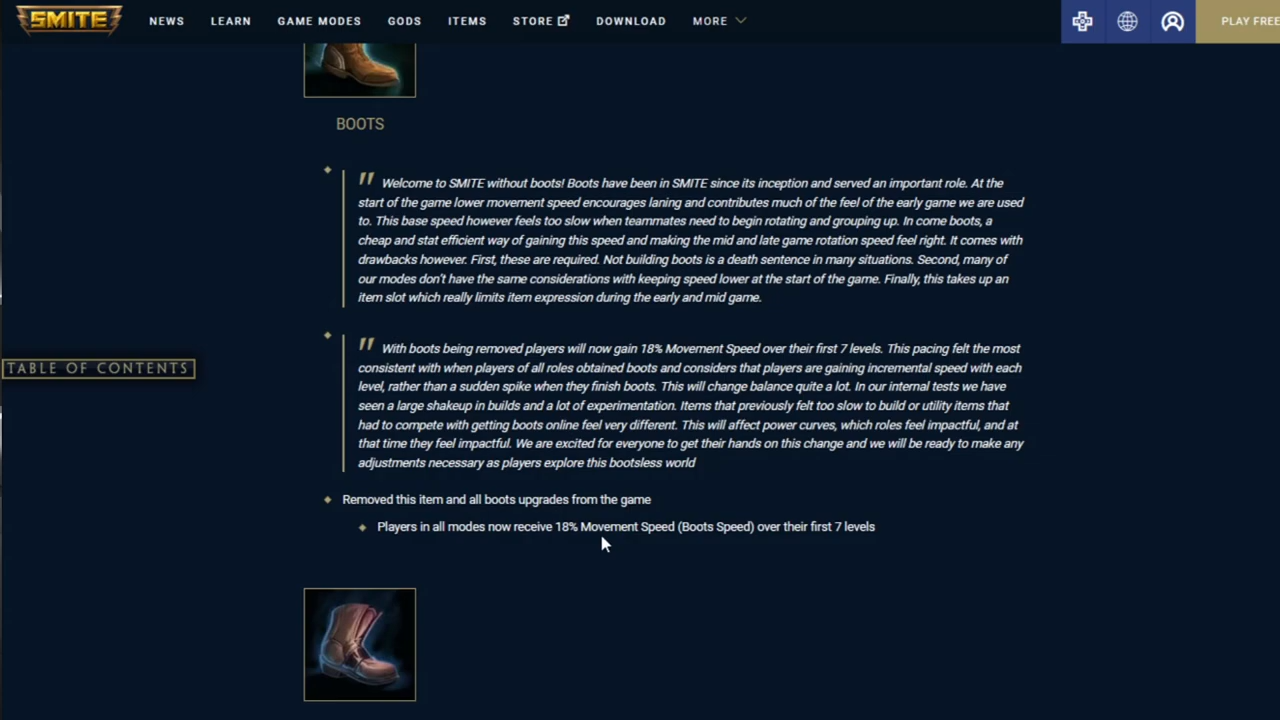 SMITE NEWS LEARN GAME MODES GODS ITEMS STORE DOWNLOAD MORE PLAY FREE
BOOTS
" Welcome to SMITE without boots! Boots have been in SMITE since its inception and served an important role. At the
start of the game lower movement speed encourages laning and contributes much of the feel of the early game we are used
to. This base speed however feels too slow when teammates need to begin rotating and grouping up. In come boots, a
cheap and stat efficient way of gaining this speed and making the mid and late game rotation speed feel right. It comes with
drawbacks however. First, these are required. Not building boots is a death sentence in many situations. Second, many of
our modes don't have the same considerations with keeping speed lower at the start of the game. Finally, this takes up an
item slot which really limits item expression during the early and mid game.
" With boots being removed players will now gain 18% Movement Speed over their first 7 levels. This pacing felt the most
consistent with when players of all roles obtained boots and considers that players are gaining incremental speed with each
level, rather than a sudden spike when they finish boots. This will change balance quite a lot. In our internal tests we have
seen a large shakeup in builds and a lot of experimentation. Items that previously felt too slow to build or utility items that
had to compete with getting boots online feel very different. This will affect power curves, which roles feel impactful, and at
that time they feel impactful. We are excited for everyone to get their hands on this change and we will be ready to make any
adjustments necessary as players explore this bootsless world
TABLE OF CONTENTS
Removed this item and all boots upgrades from the game
Players in all modes now receive 18% Movement Speed (Boots Speed) over their first 7 levels